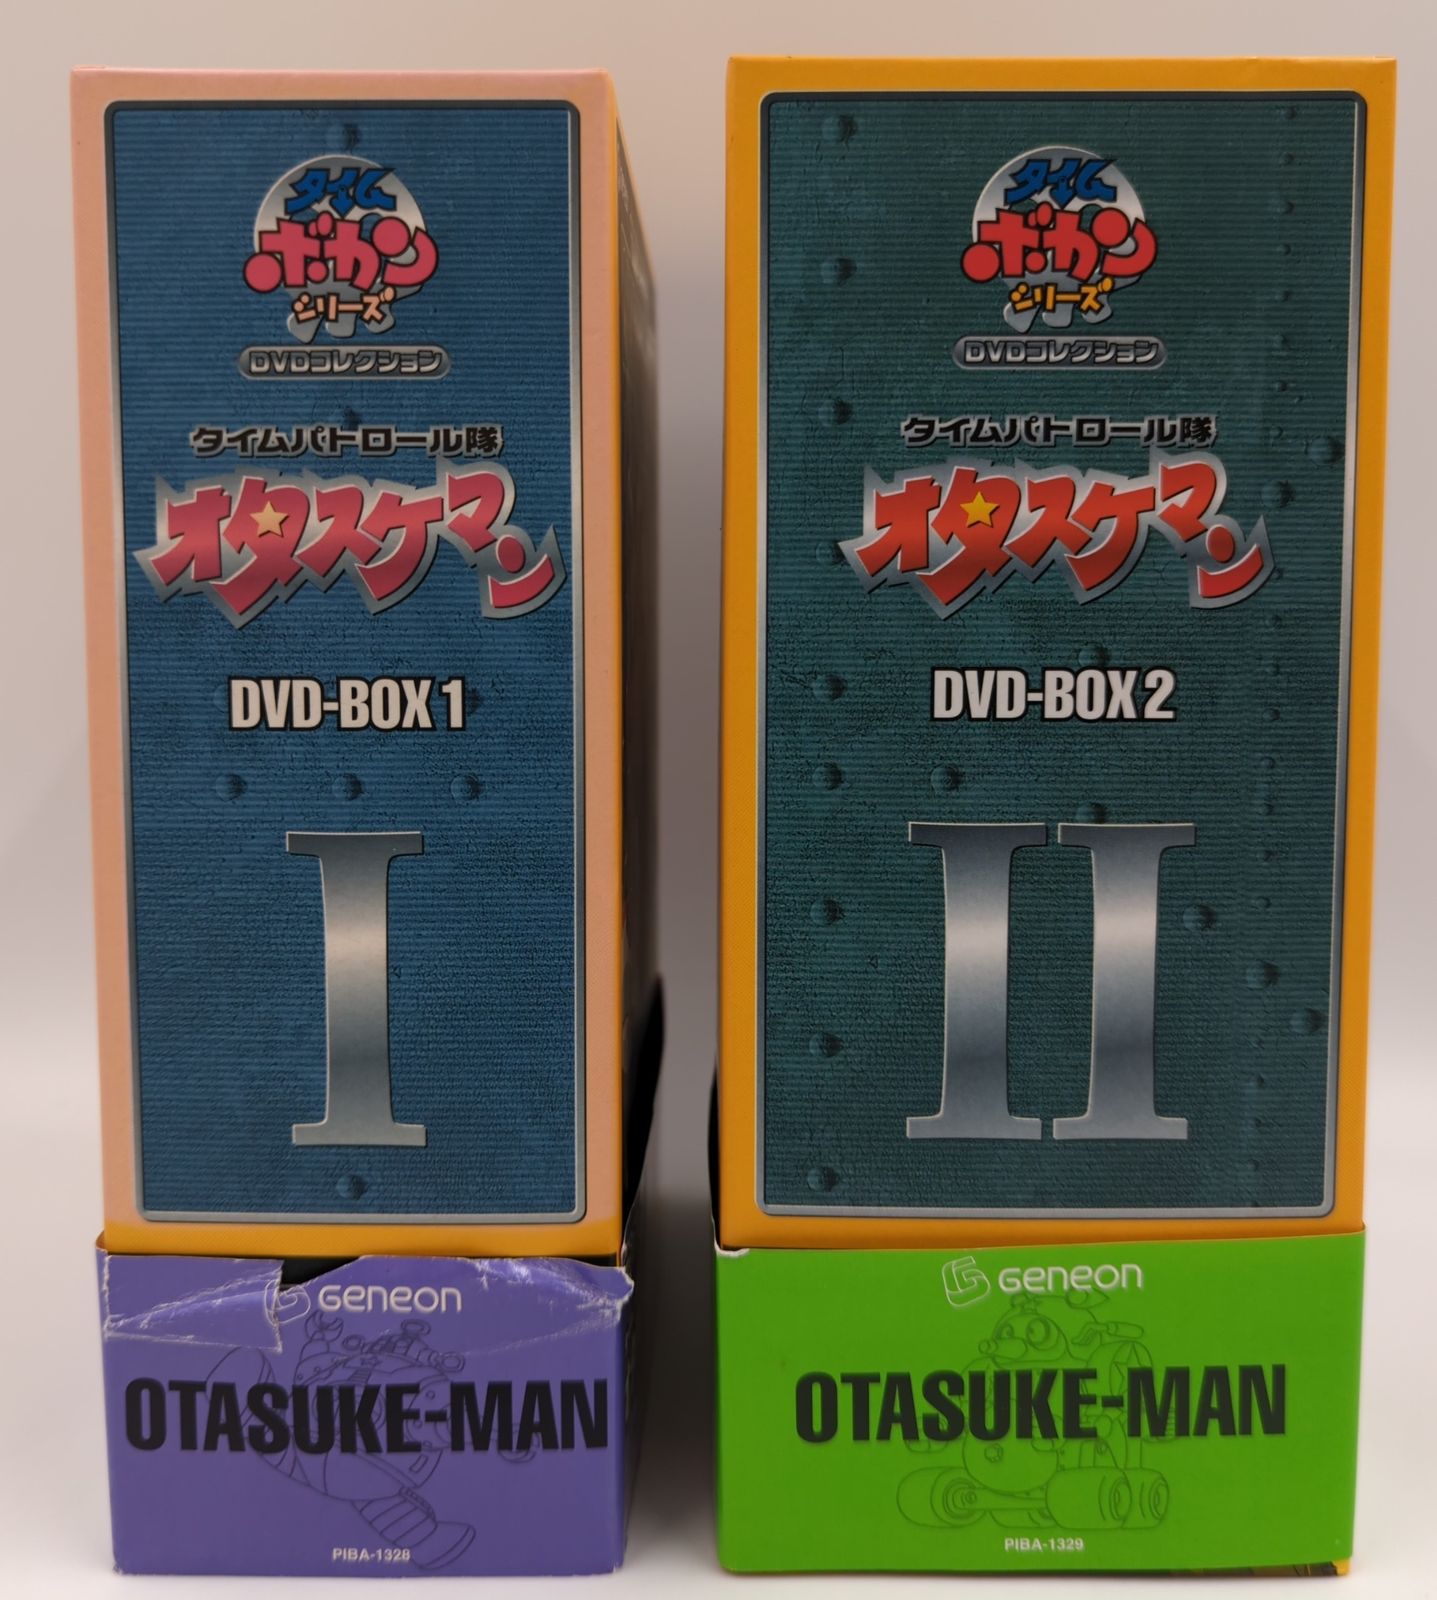 タイム
ボカン
シリーズ
DVDコレクション
タイムパトロール隊
オタスケマン
DVD-BOX 1
I
GENEON
OTASUKE-MAN
PIBA-1328
タイム
ボカン
シリーズ
DVDコレクション
タイムパトロール隊
オタスケマン
DVD-BOX 2
II
GENEON
OTASUKE-MAN
PIBA-1329